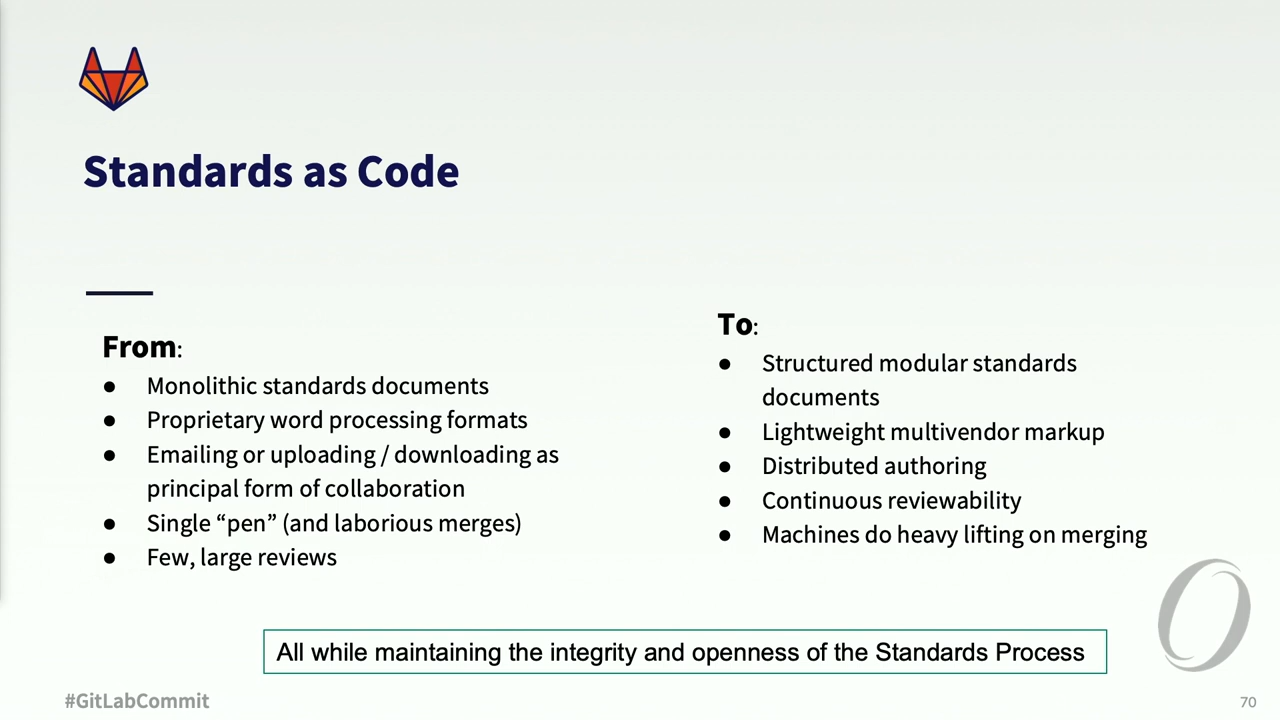 Standards as Code
From:
● Monolithic standards documents
● Proprietary word processing formats
● Emailing or uploading / downloading as
principal form of collaboration
● Single “pen” (and laborious merges)
● Few, large reviews
To:
● Structured modular standards
documents
● Lightweight multivendor markup
● Distributed authoring
● Continuous reviewability
● Machines do heavy lifting on merging
All while maintaining the integrity and openness of the Standards Process
#GitLabCommit
70